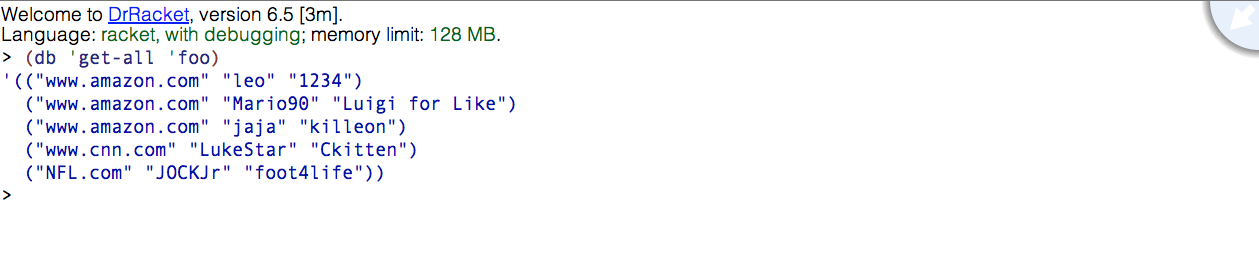 Welcome to DrRacket, version 6.5 [3m].
Language: racket, with debugging; memory limit: 128 MB.
> (db 'get-all 'foo)
'(("www.amazon.com" "leo" "1234")
  ("www.amazon.com" "Mario90" "Luigi for Like")
  ("www.amazon.com" "jaja" "killeon")
  ("www.cnn.com" "LukeStar" "Ckitten")
  ("NFL.com" "JOCKJr" "foot4life"))
>